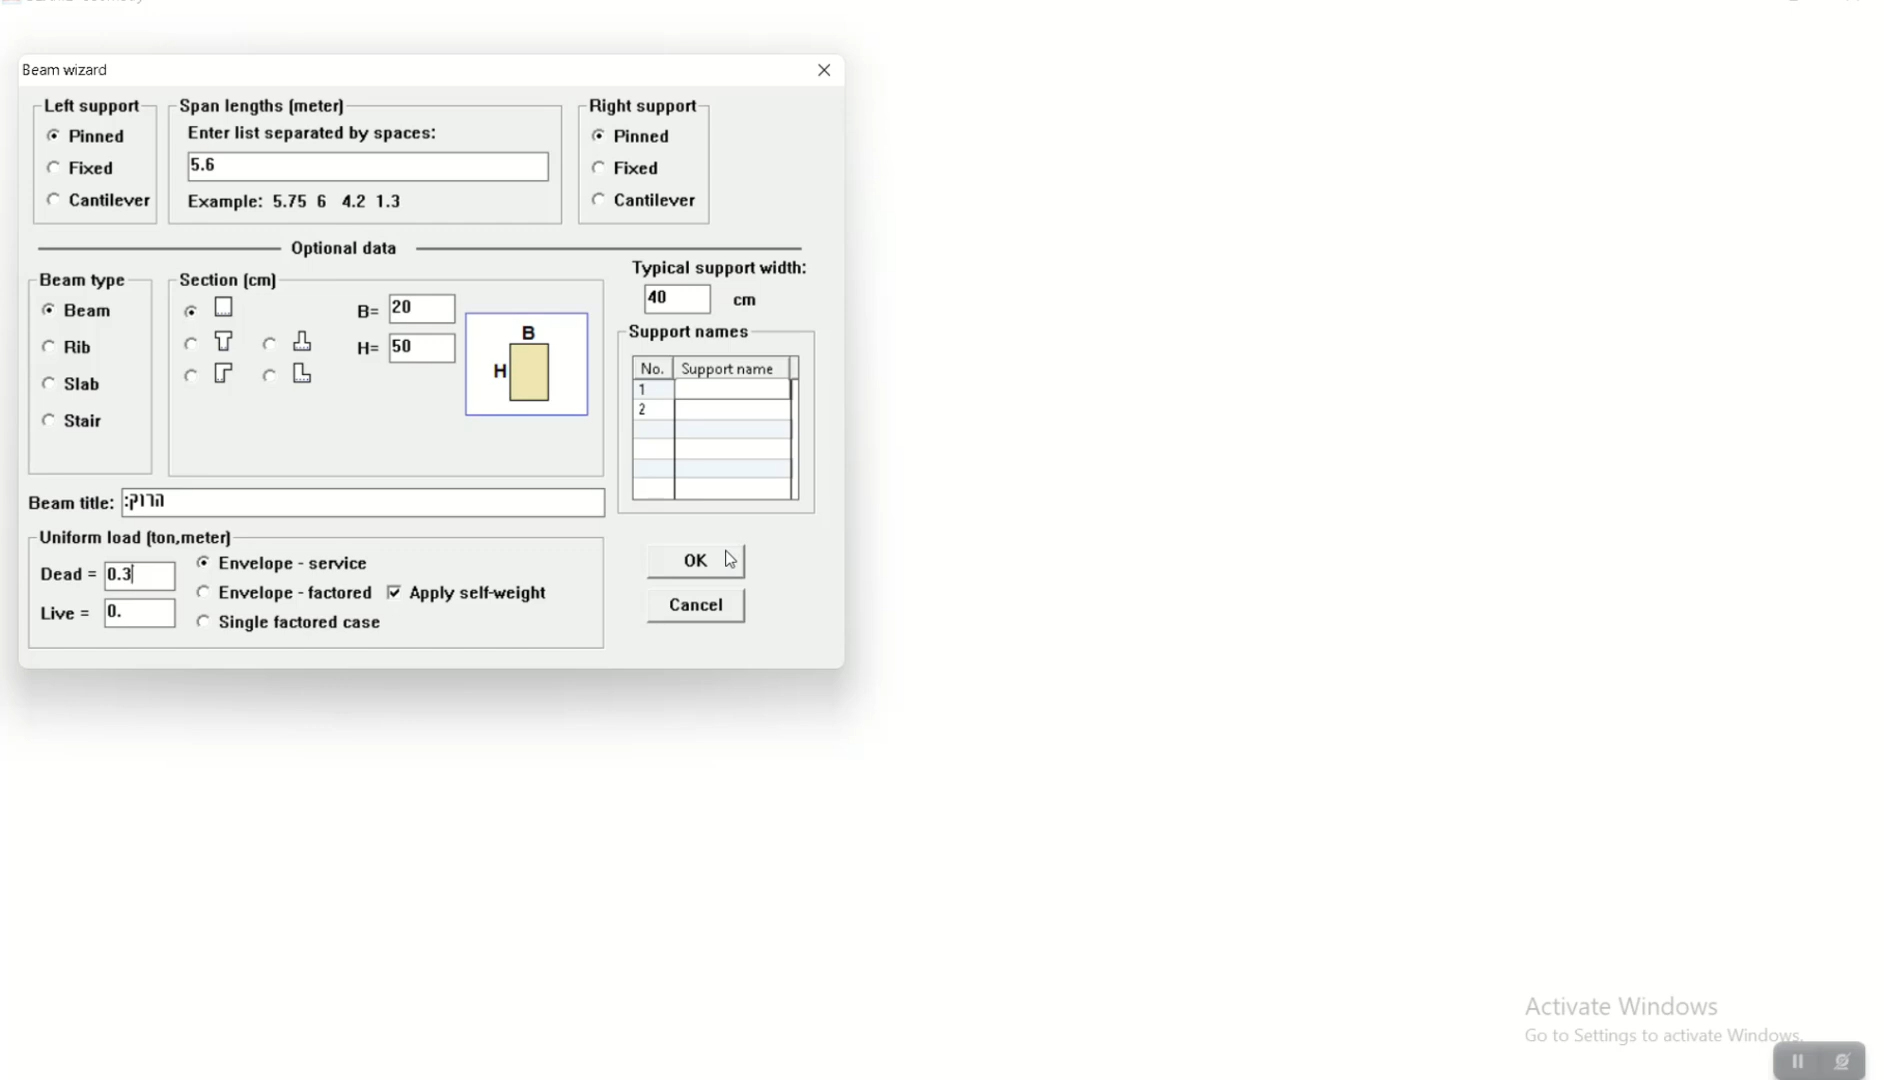 Beam wizard
Left support
Pinned
Fixed
Cantilever
Span lengths (meter)
Enter list separated by spaces:
5.6
Example: 5.75 6 4.2 1.3
Right support
Pinned
Fixed
Cantilever
Optional data
Beam type
Beam
Rib
Slab
Stair
Section (cm)
B= 20
H= 50
B
H
Typical support width:
40 cm
Support names
No. Support name
1
2
Beam title: הרוק:
Uniform load (ton,meter)
Dead = 0.3
Live = 0.
Envelope - service
Envelope - factored
Apply self-weight
Single factored case
OK
Cancel
Activate Windows
Go to Settings to activate Windows.